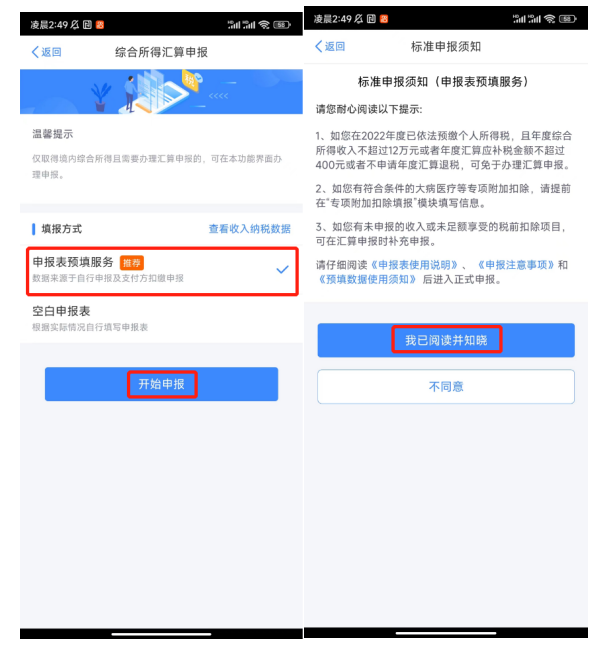 凌晨2:49
58
返回
综合所得汇算申报
温馨提示
仅取得境内综合所得且需要办理汇算申报的，可在本功能界面办
理申报。
填报方式
查看收入纳税数据
申报表预填服务 推荐
数据来源于自行申报及支付方扣缴申报
空白申报表
根据实际情况自行填写申报表
开始申报
凌晨2:49
58
返回
标准申报须知
标准申报须知（申报表预填服务）
请您耐心阅读以下提示:
1、如您在2022年度已依法预缴个人所得税，且年度综合
所得收入不超过12万元或者年度汇算应补税金额不超过
400元或者不申请年度汇算退税，可免于办理汇算申报。
2、如您有符合条件的大病医疗等专项附加扣除，请提前
在"专项附加扣除填报"模块填写信息。
3、如您有未申报的收入或未足额享受的税前扣除项目，
可在汇算申报时补充申报。
请仔细阅读《申报表使用说明》、《申报注意事项》和
《预填数据使用须知》 后进入正式申报。
我已阅读并知晓
不同意